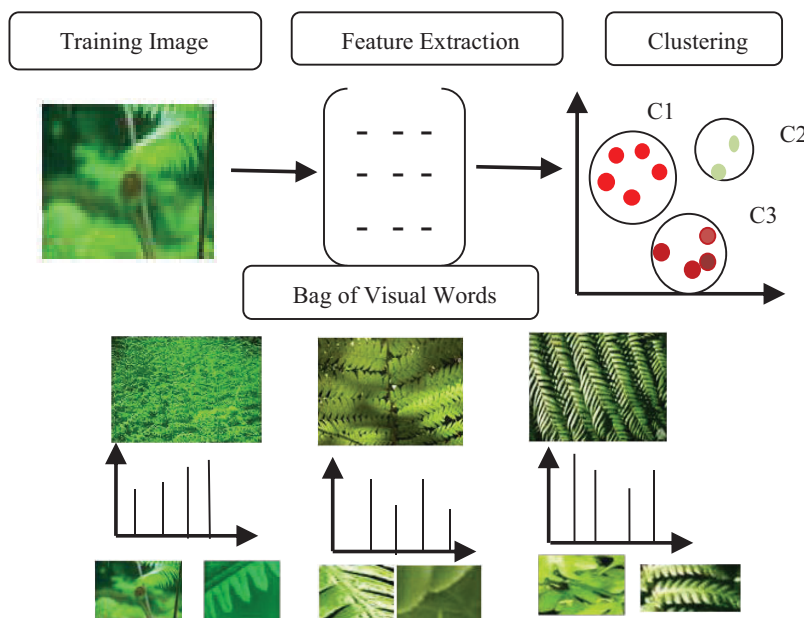 Training Image
Feature Extraction
Clustering
C1
C2
C3
Bag of Visual Words